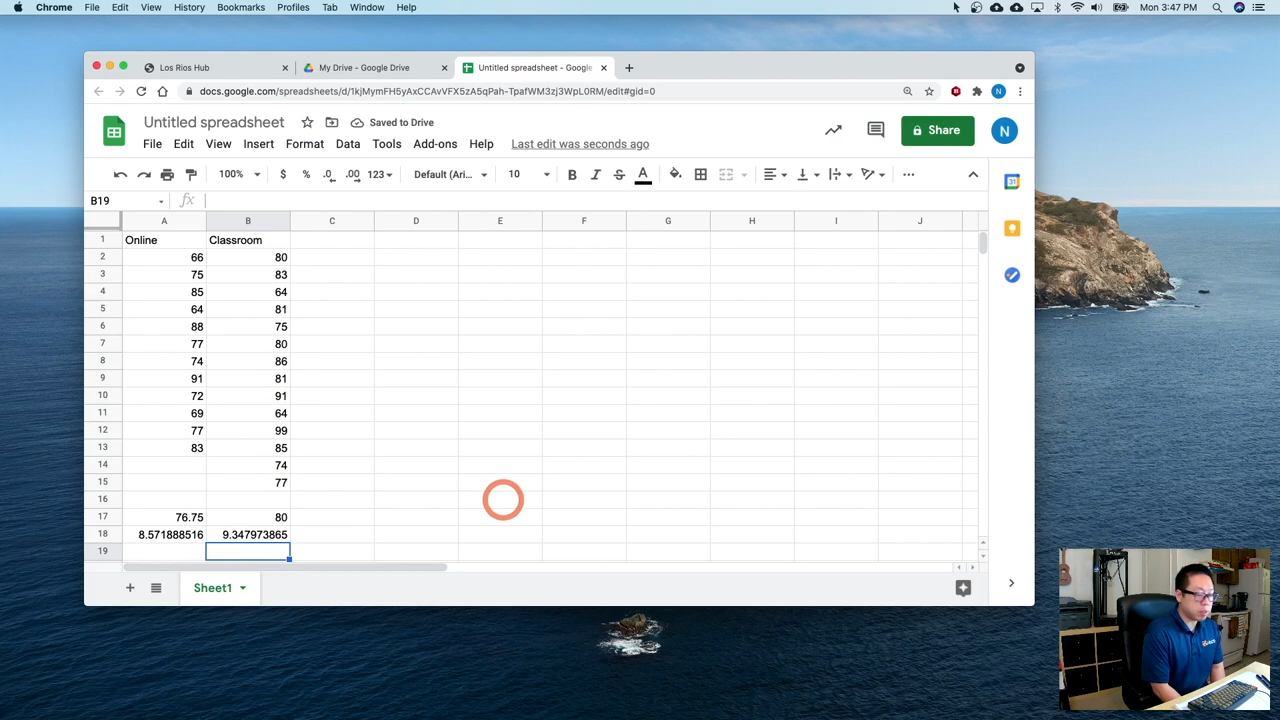 Chrome File Edit View History Bookmarks Profiles Tab Window Help Mon 3:47 PM
Los Rios Hub My Drive - Google Drive Untitled spreadsheet - Google
docs.google.com/spreadsheets/d/1kjMymFH5yAxCCAvVFX5zA5qPah-TpafWM3zj3WpL0RM/edit#gid=0
Untitled spreadsheet Saved to Drive
Share N
File Edit View Insert Format Data Tools Add-ons Help Last edit was seconds ago
100% $ % .0 .00 123 Default (Ari... 10 B I S A
B19 fx
A B C D E F G H I J
1 Online Classroom
2 66 80
3 75 83
4 85 64
5 64 81
6 88 75
7 77 80
8 74 86
9 91 81
10 72 91
11 69 64
12 77 99
13 83 85
14 74
15 77
16
17 76.75 80
18 8.571888516 9.347973865
19
Sheet1